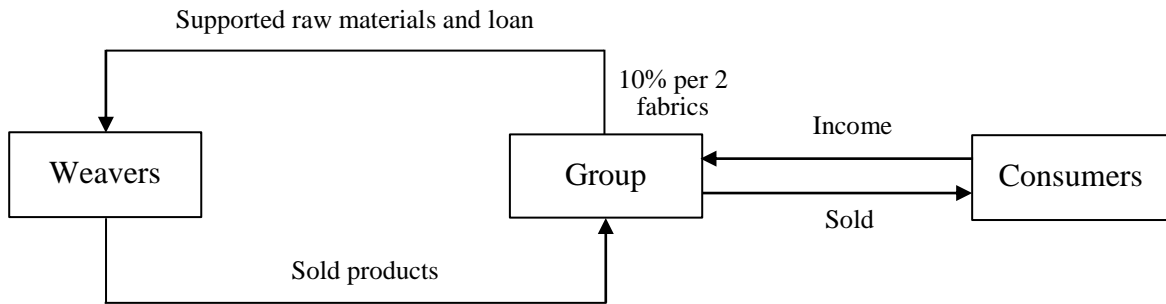 Supported raw materials and loan
10% per 2
fabrics
Income
Weavers
Group
Consumers
Sold
Sold products